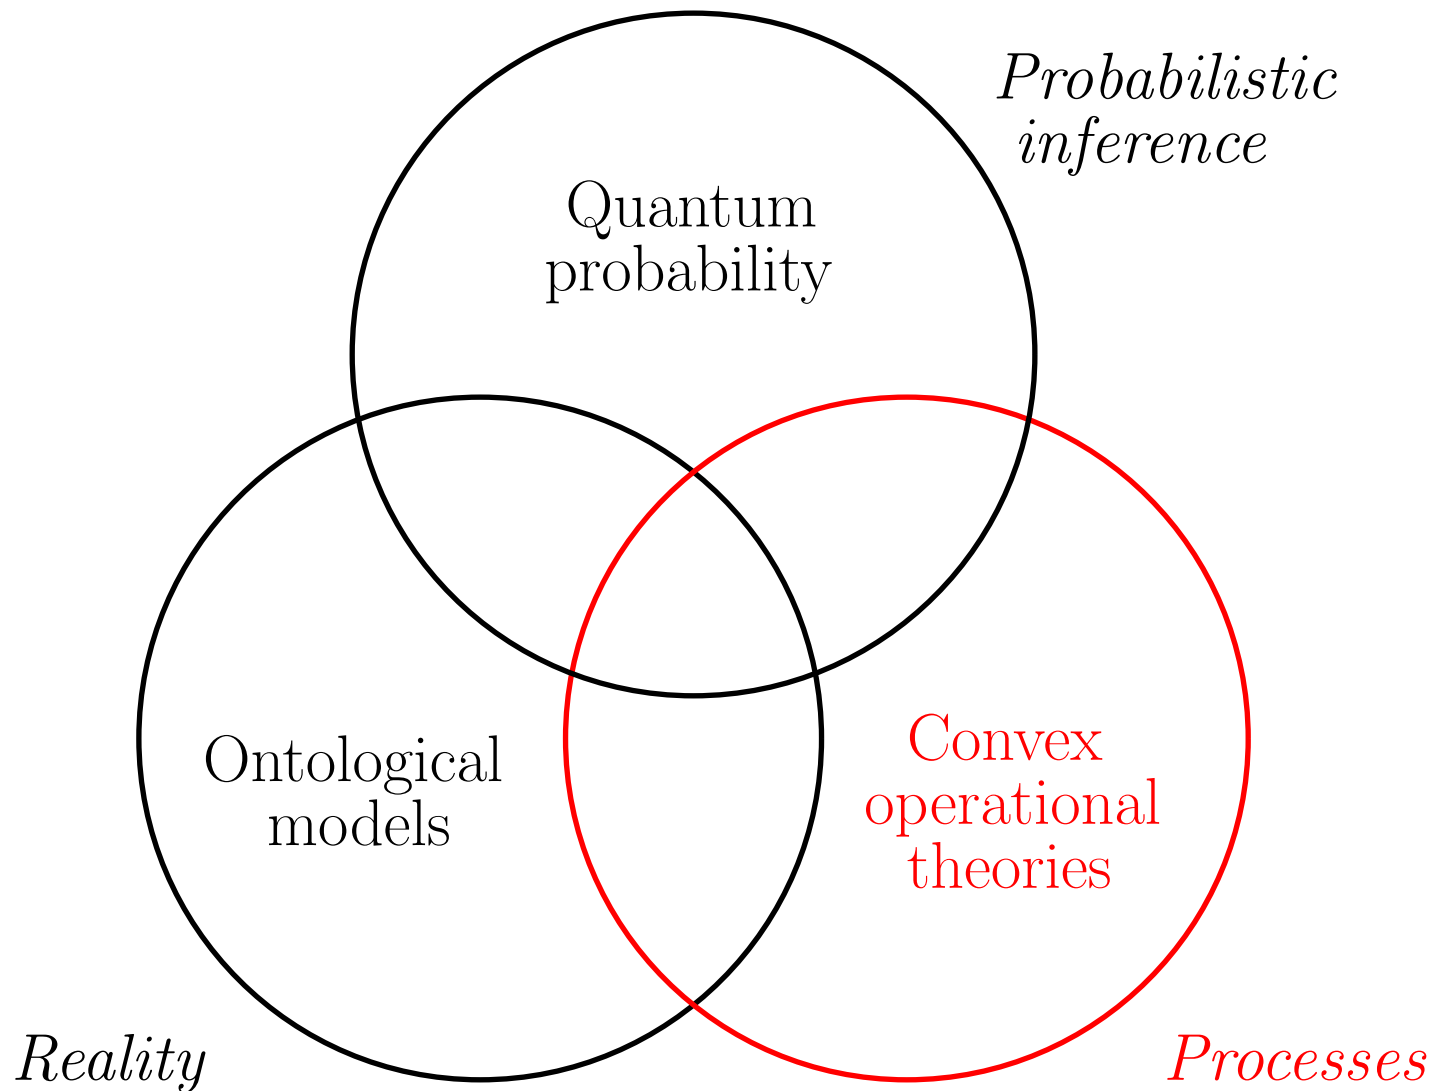 Probabilistic
inference
Quantum
probability
Ontological
models
Convex
operational
theories
Reality
Processes